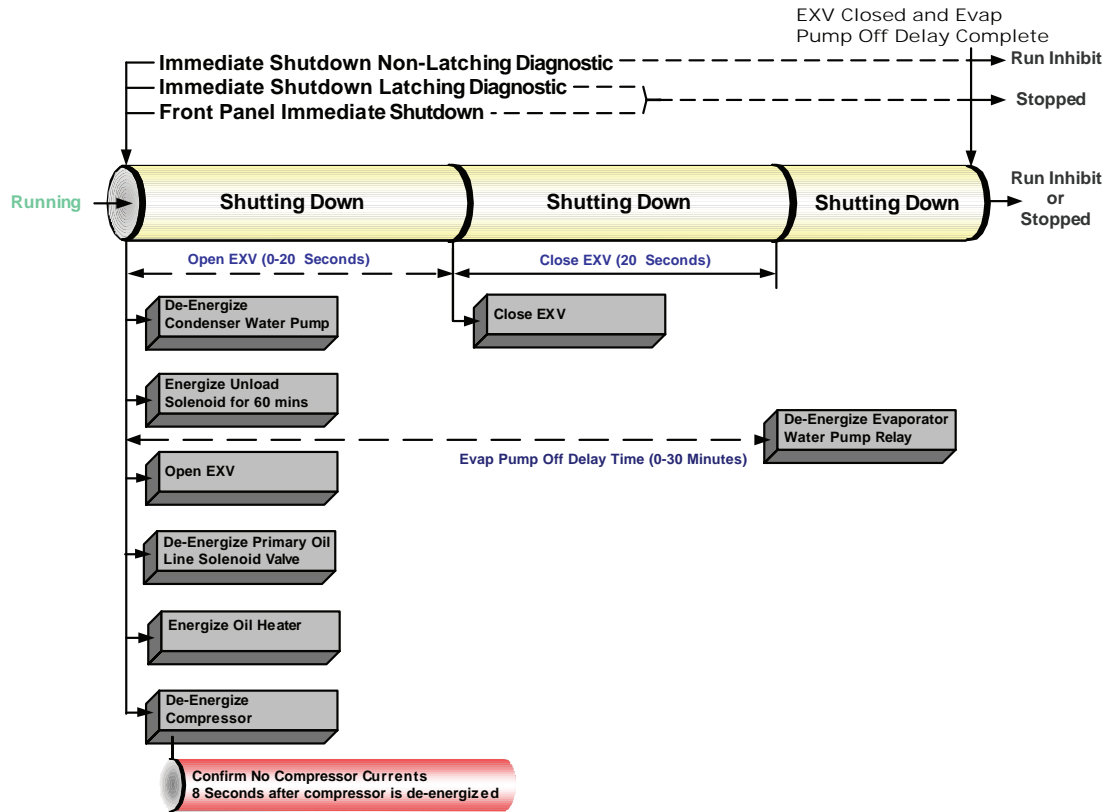 EXV Closed and Evap
Pump Off Delay Complete
Immediate Shutdown Non-Latching Diagnostic
Run Inhibit
Immediate Shutdown Latching Diagnostic
Front Panel Immediate Shutdown
Stopped
Running
Shutting Down
Shutting Down
Shutting Down
Run Inhibit
or
Stopped
Open EXV (0-20 Seconds)
Close EXV (20 Seconds)
De-Energize
Condenser Water Pump
Close EXV
Energize Unload
Solenoid for 60 mins
De-Energize Evaporator
Water Pump Relay
Evap Pump Off Delay Time (0-30 Minutes)
Open EXV
De-Energize Primary Oil
Line Solenoid Valve
Energize Oil Heater
De-Energize
Compressor
Confirm No Compressor Currents
8 Seconds after compressor is de-energized